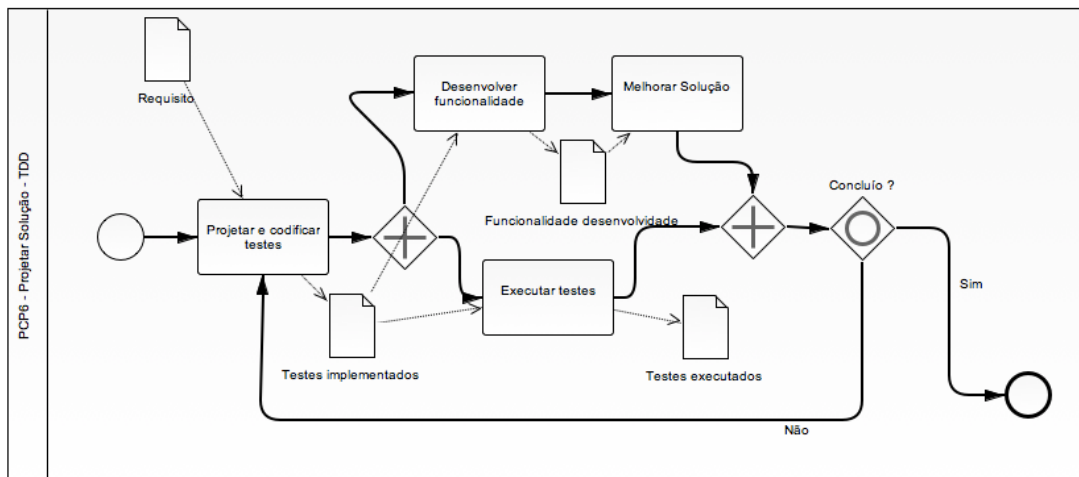 PCP6 - Projetar Solução - TDD
Requisito
Desenvolver
funcionalidade
Melhorar Solução
Funcionalidade desenvolvidade
Concluío ?
Projetar e codificar
testes
Executar testes
Sim
Testes implementados
Testes executados
Não